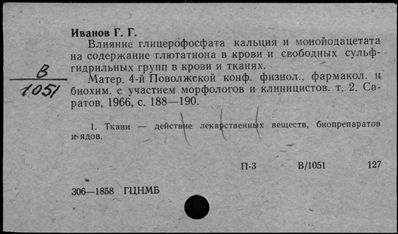 Иванов Г. Г.
Влияние глицерофосфата кальция и монойодацетата
на содержание глютатиона в крови и свободных сульф-
гидрильных групп в крови и тканях.
В
1051
Матер. 4-й Поволжской конф. физиол., фармакол. и
биохим. с участием морфологов и клиницистов. т. 2. Са-
ратов, 1966, с. 188—190.
1. Ткани — действие лекарственных веществ, биопрепаратов
и ядов.
П-3 В/1051 127
306—1858 ГЦНМБ